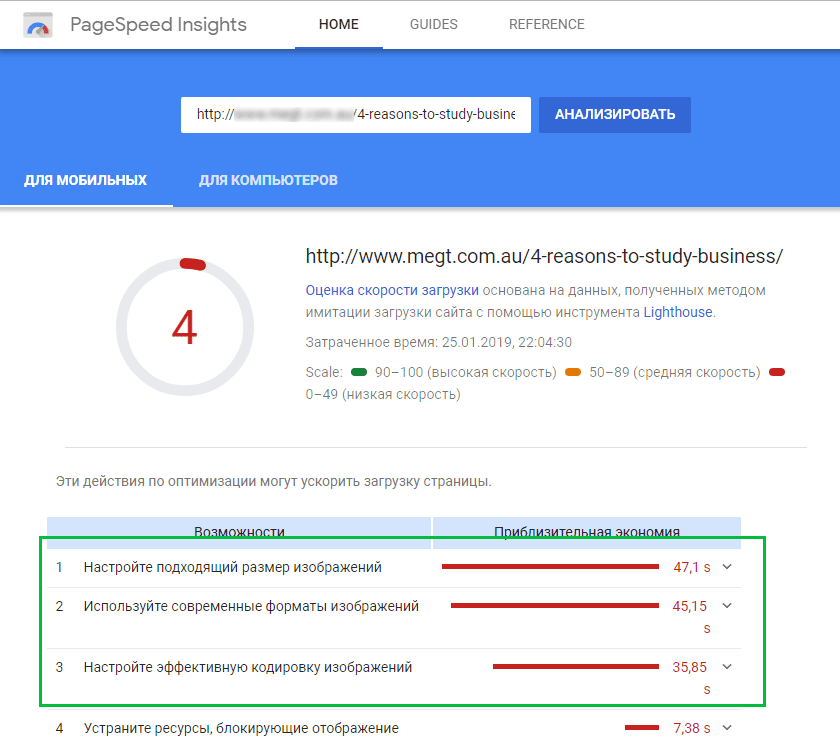 PageSpeed Insights HOME GUIDES REFERENCE
http:// /4-reasons-to-study-busine АНАЛИЗИРОВАТЬ
ДЛЯ МОБИЛЬНЫХ ДЛЯ КОМПЬЮТЕРОВ
4
http://www.megt.com.au/4-reasons-to-study-business/
Оценка скорости загрузки основана на данных, полученных методом
имитации загрузки сайта с помощью инструмента Lighthouse.
Затраченное время: 25.01.2019, 22:04:30
Scale: 90–100 (высокая скорость) 50–89 (средняя скорость)
0–49 (низкая скорость)
Эти действия по оптимизации могут ускорить загрузку страницы.
Возможности Приблизительная экономия
1 Настройте подходящий размер изображений 47,1 s
2 Используйте современные форматы изображений 45,15
s
3 Настройте эффективную кодировку изображений 35,85
s
4 Устраните ресурсы, блокирующие отображение 7,38 s